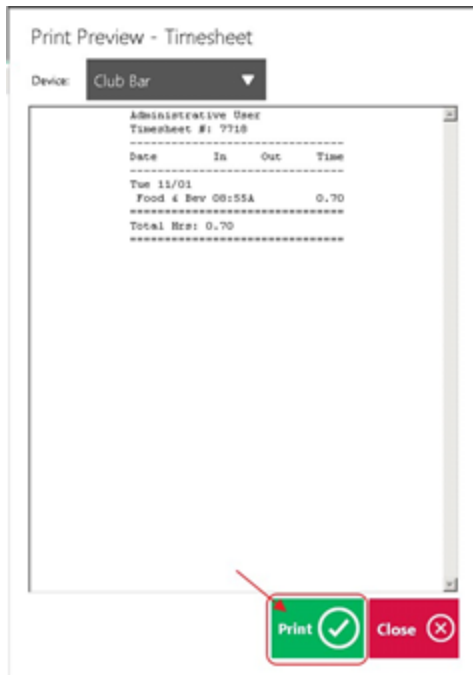 Print Preview - Timesheet
Device: Club Bar
Administrative User
Timesheet #: 7718
--------------------------------
Date In Out Time
--------------------------------
Tue 11/01
Food & Bev 08:55A 0.70
================================
Total Hrs: 0.70
================================
Print Close